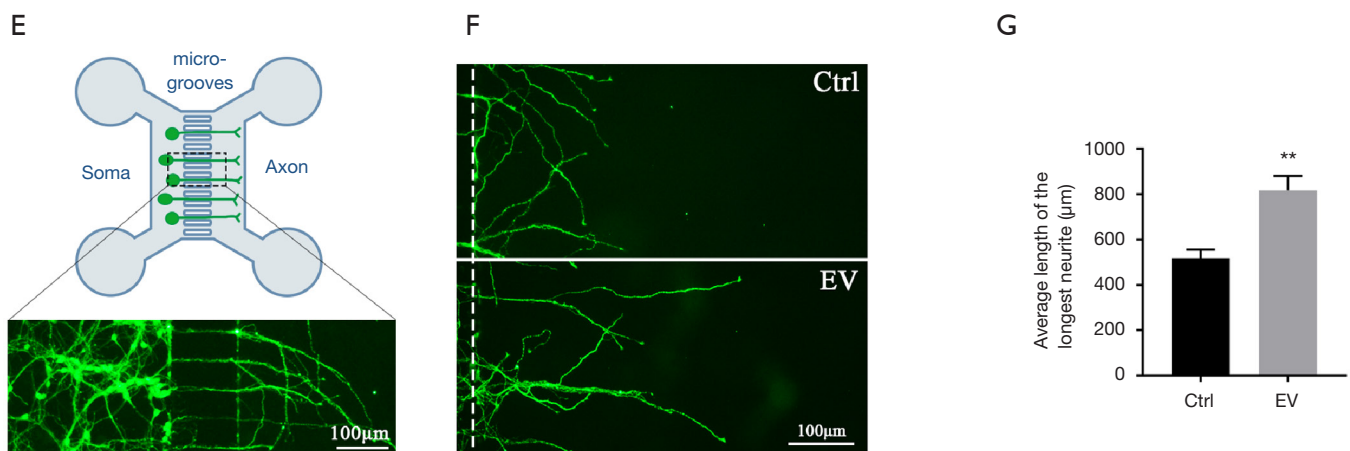 E
micro-
grooves
Soma
Axon
100μm
F
Ctrl
EV
100μm
G
Average length of the
longest neurite (μm)
1000
800
600
400
200
0
**
Ctrl
EV